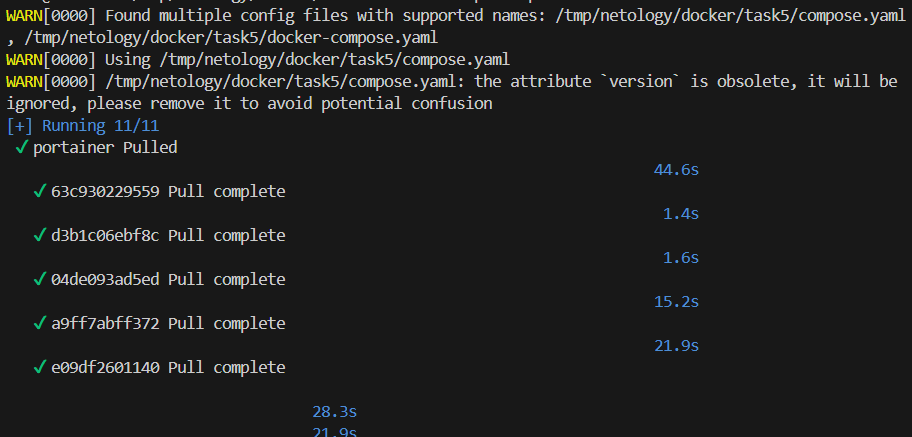 WARN[0000] Found multiple config files with supported names: /tmp/netology/docker/task5/compose.yaml
, /tmp/netology/docker/task5/docker-compose.yaml
WARN[0000] Using /tmp/netology/docker/task5/compose.yaml
WARN[0000] /tmp/netology/docker/task5/compose.yaml: the attribute `version` is obsolete, it will be
ignored, please remove it to avoid potential confusion
[+] Running 11/11
✓ portainer Pulled
44.6s
✓ 63c930229559 Pull complete
1.4s
✓ d3b1c06ebf8c Pull complete
1.6s
✓ 04de093ad5ed Pull complete
15.2s
✓ a9ff7abff372 Pull complete
21.9s
✓ e09df2601140 Pull complete
28.3s
21.9s